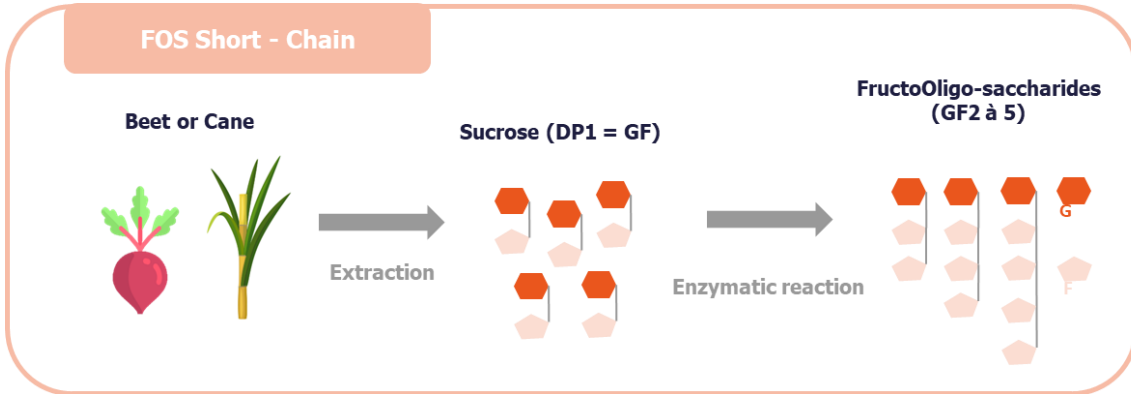 FOS Short - Chain
Beet or Cane
Extraction
Sucrose (DP1 = GF)
Enzymatic reaction
FructoOligo-saccharides
(GF2 à 5)
G
F